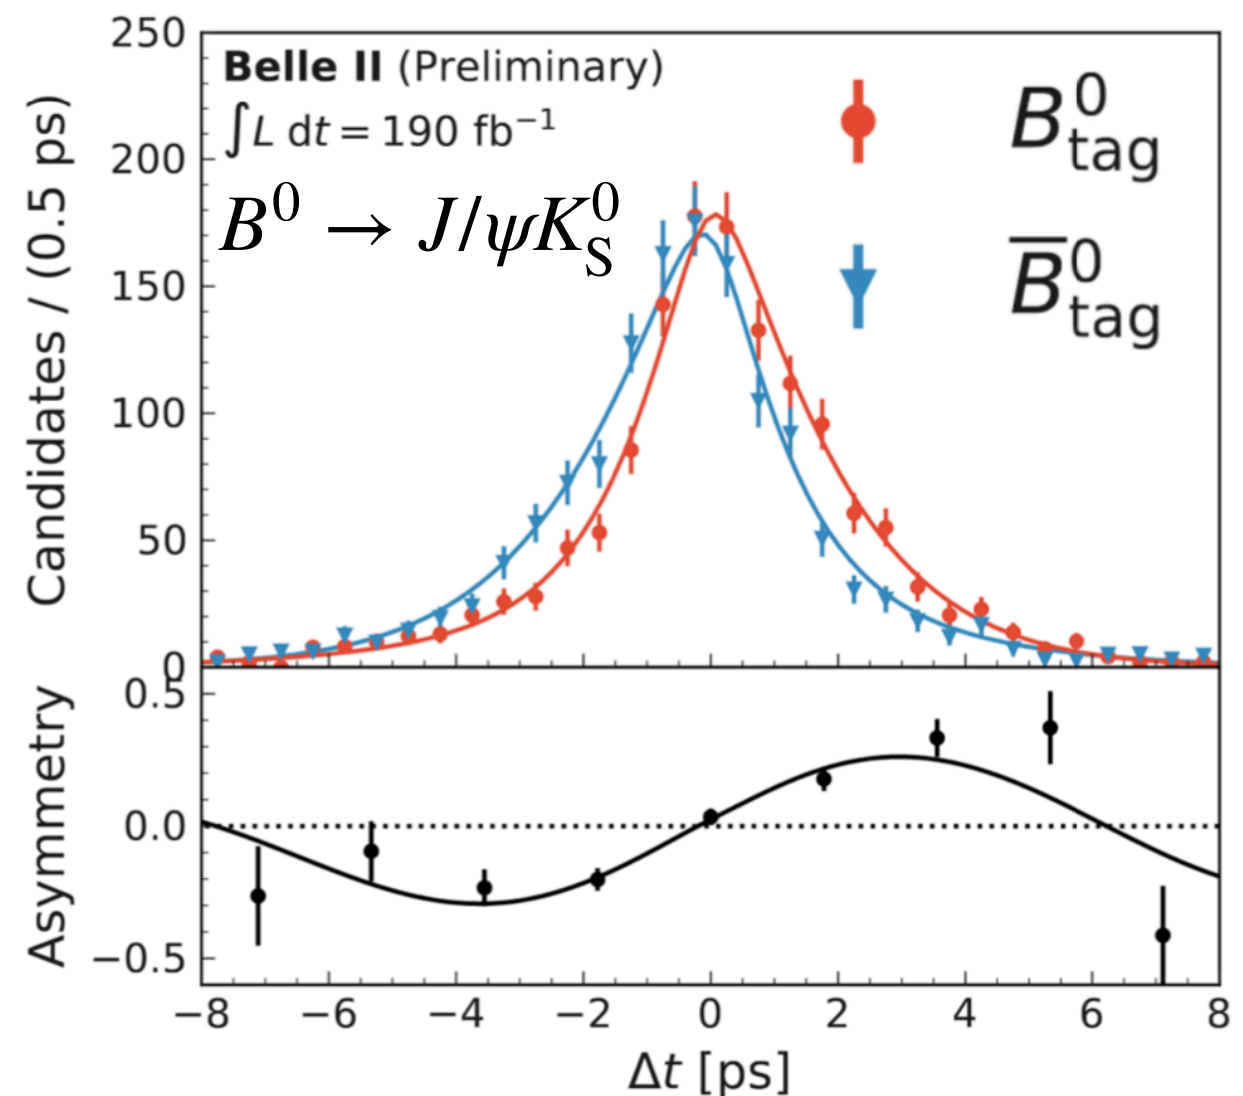 Belle II (Preliminary)
∫L dt = 190 fb⁻¹
B⁰ → J/ψK⁰S
B⁰tag
B̅⁰tag
Candidates / (0.5 ps)
250
200
150
100
50
0
Asymmetry
0.5
0.0
−0.5
−8 −6 −4 −2 0 2 4 6 8
Δt [ps]